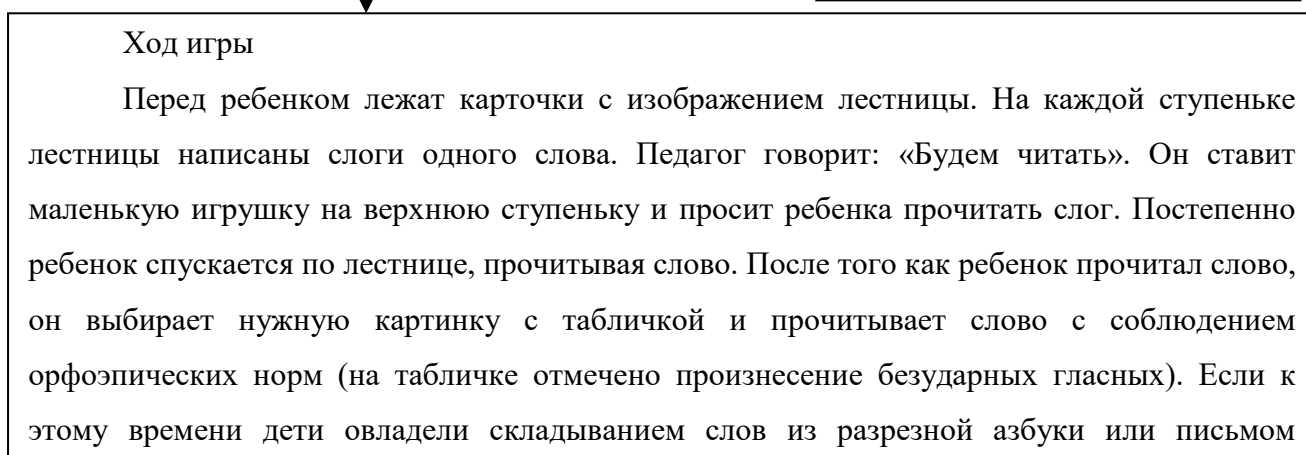 Ход игры
Перед ребенком лежат карточки с изображением лестницы. На каждой ступеньке
лестницы написаны слоги одного слова. Педагог говорит: «Будем читать». Он ставит
маленькую игрушку на верхнюю ступеньку и просит ребенка прочитать слог. Постепенно
ребенок спускается по лестнице, прочитывая слово. После того как ребенок прочитал слово,
он выбирает нужную картинку с табличкой и прочитывает слово с соблюдением
орфоэпических норм (на табличке отмечено произнесение безударных гласных). Если к
этому времени дети овладели складыванием слов из разрезной азбуки или письмом